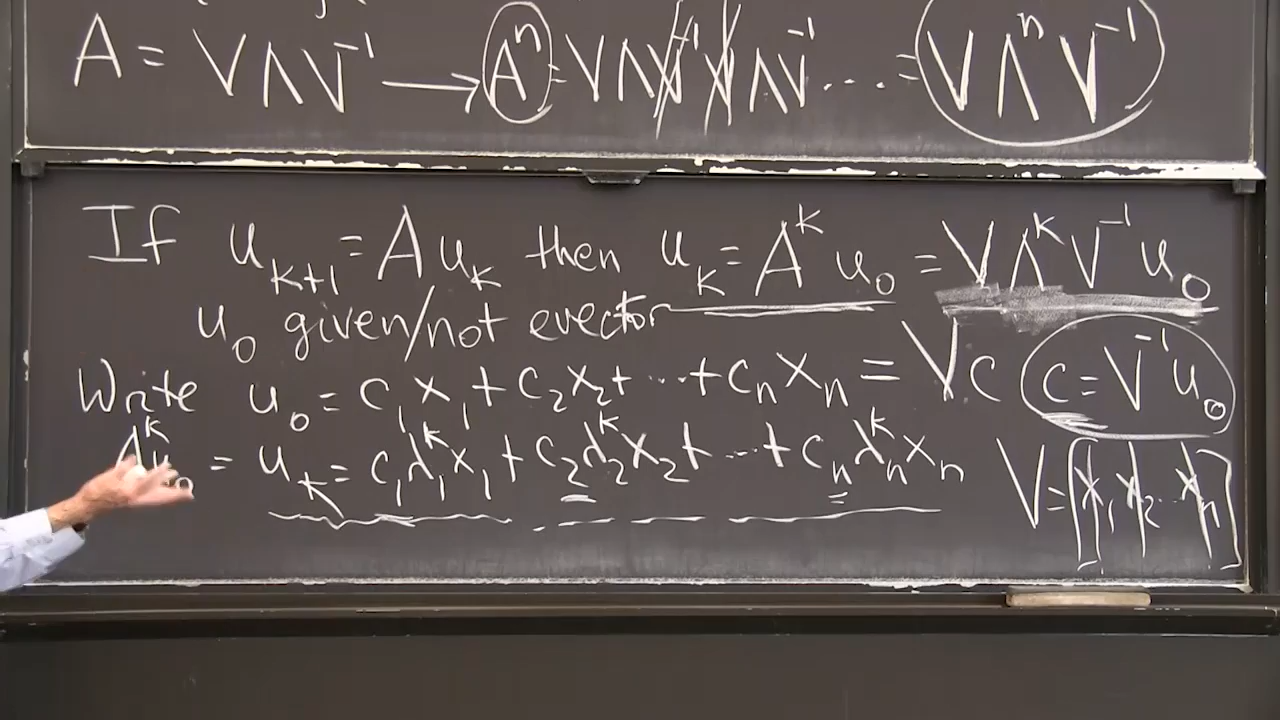 A = VΛV⁻¹ ⟶ Aⁿ = VΛV⁻¹VΛV⁻¹ ... = VΛⁿV⁻¹
If u_{k+1} = A u_k then u_k = A^k u_0 = VΛ^kV⁻¹u_0
u_0 given/not evector
Write u_0 = c_1x_1 + c_2x_2 + ... + c_nx_n = Vc c = V⁻¹u_0
A^k u_0 = u_k = c_1λ_1^k x_1 + c_2λ_2^k x_2 + ... + c_nλ_n^k x_n V = [x_1 x_2 ... x_n]